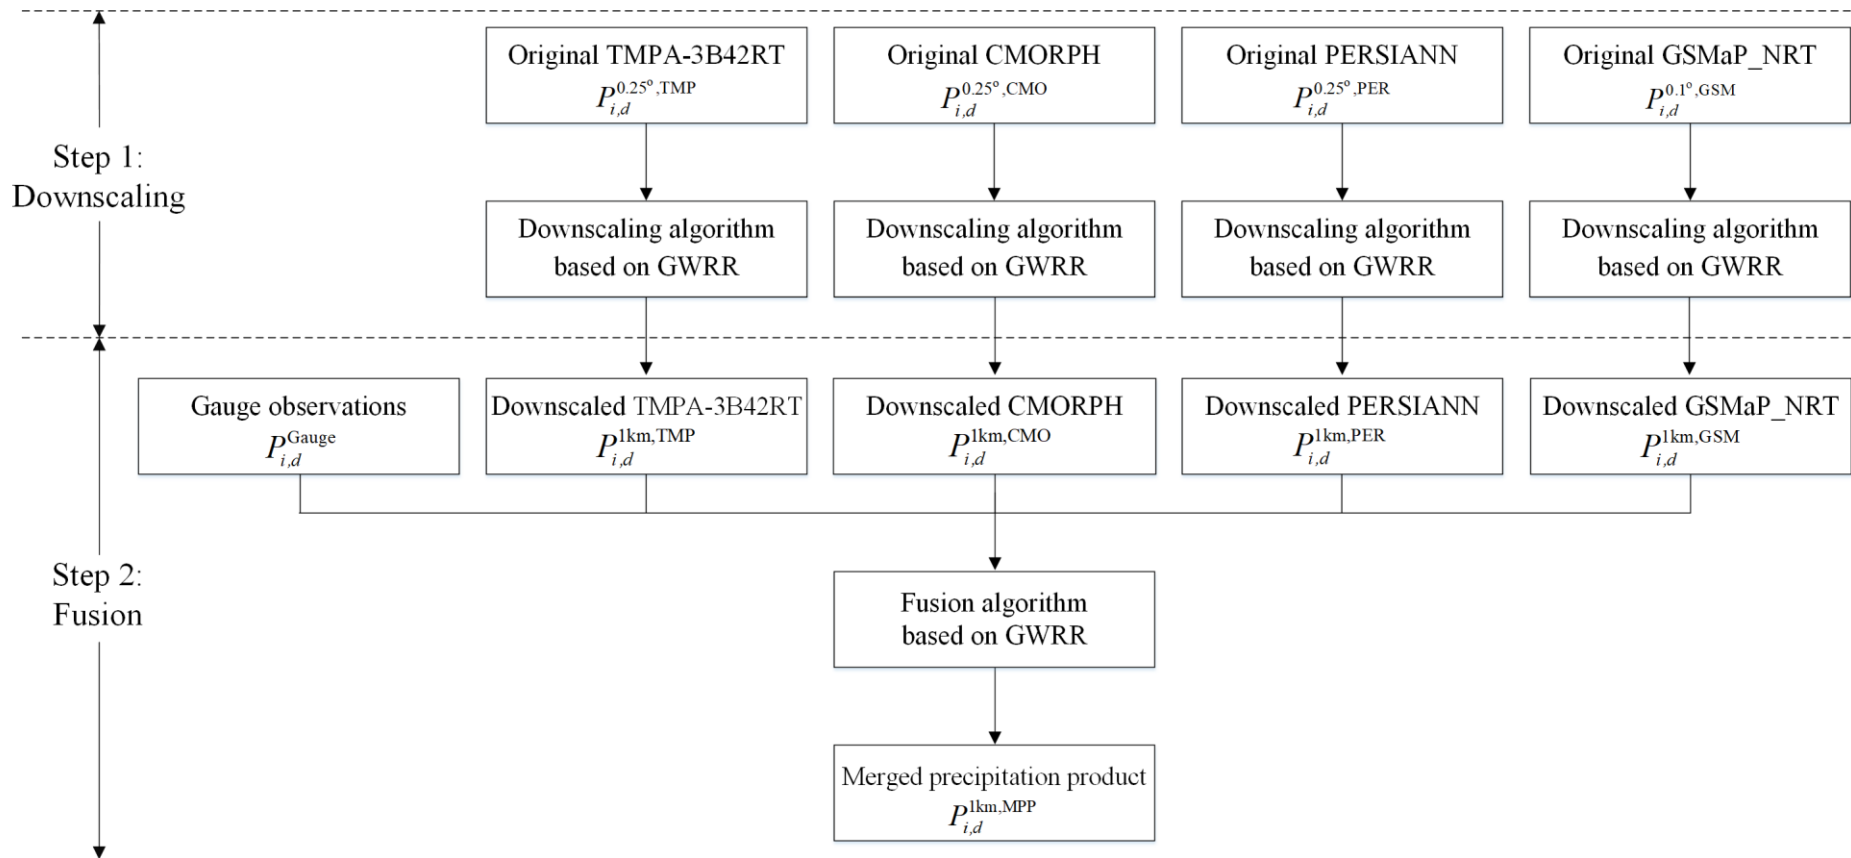 Original TMPA-3B42RT
P_{i,d}^{0.25°,TMP}
Original CMORPH
P_{i,d}^{0.25°,CMO}
Original PERSIANN
P_{i,d}^{0.25°,PER}
Original GSMaP_NRT
P_{i,d}^{0.1°,GSM}
Step 1:
Downscaling
Downscaling algorithm
based on GWRR
Downscaling algorithm
based on GWRR
Downscaling algorithm
based on GWRR
Downscaling algorithm
based on GWRR
Gauge observations
P_{i,d}^{Gauge}
Downscaled TMPA-3B42RT
P_{i,d}^{1km,TMP}
Downscaled CMORPH
P_{i,d}^{1km,CMO}
Downscaled PERSIANN
P_{i,d}^{1km,PER}
Downscaled GSMaP_NRT
P_{i,d}^{1km,GSM}
Step 2:
Fusion
Fusion algorithm
based on GWRR
Merged precipitation product
P_{i,d}^{1km,MPP}